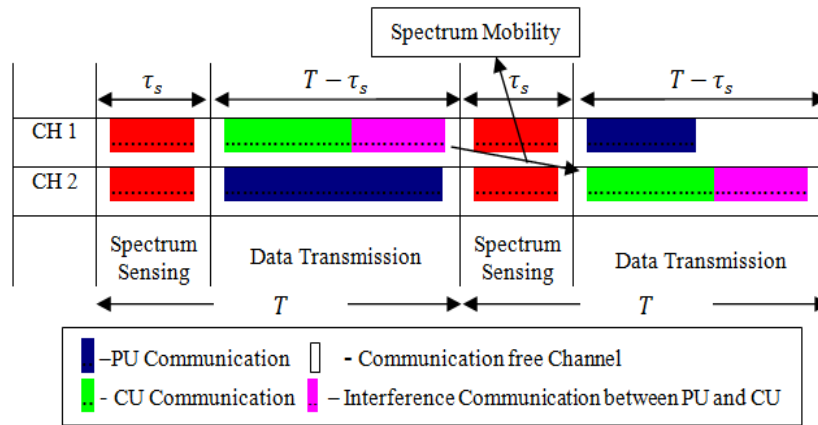 Spectrum Mobility
τₛ T − τₛ τₛ T − τₛ
CH 1
CH 2
Spectrum Sensing
Data Transmission
Spectrum Sensing
Data Transmission
T T
–PU Communication - Communication free Channel
- CU Communication – Interference Communication between PU and CU